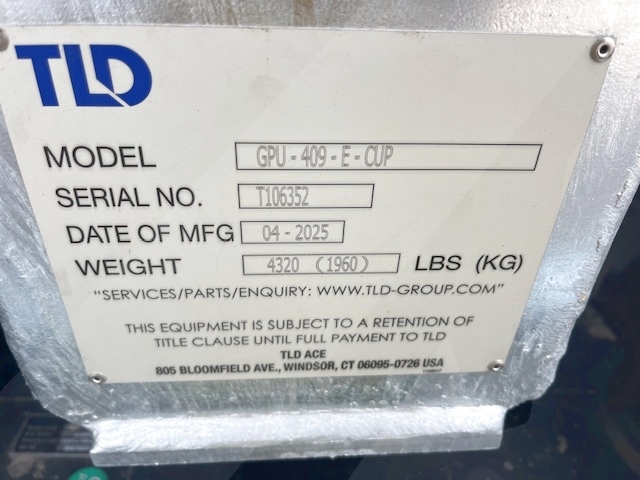 TLD
MODEL GPU-409-E-CUP
SERIAL NO. T106352
DATE OF MFG 04-2025
WEIGHT 4320 (1960) LBS (KG)
"SERVICES/PARTS/ENQUIRY: WWW.TLD-GROUP.COM"
THIS EQUIPMENT IS SUBJECT TO A RETENTION OF
TITLE CLAUSE UNTIL FULL PAYMENT TO TLD
TLD ACE
805 BLOOMFIELD AVE., WINDSOR, CT 06095-0726 USA